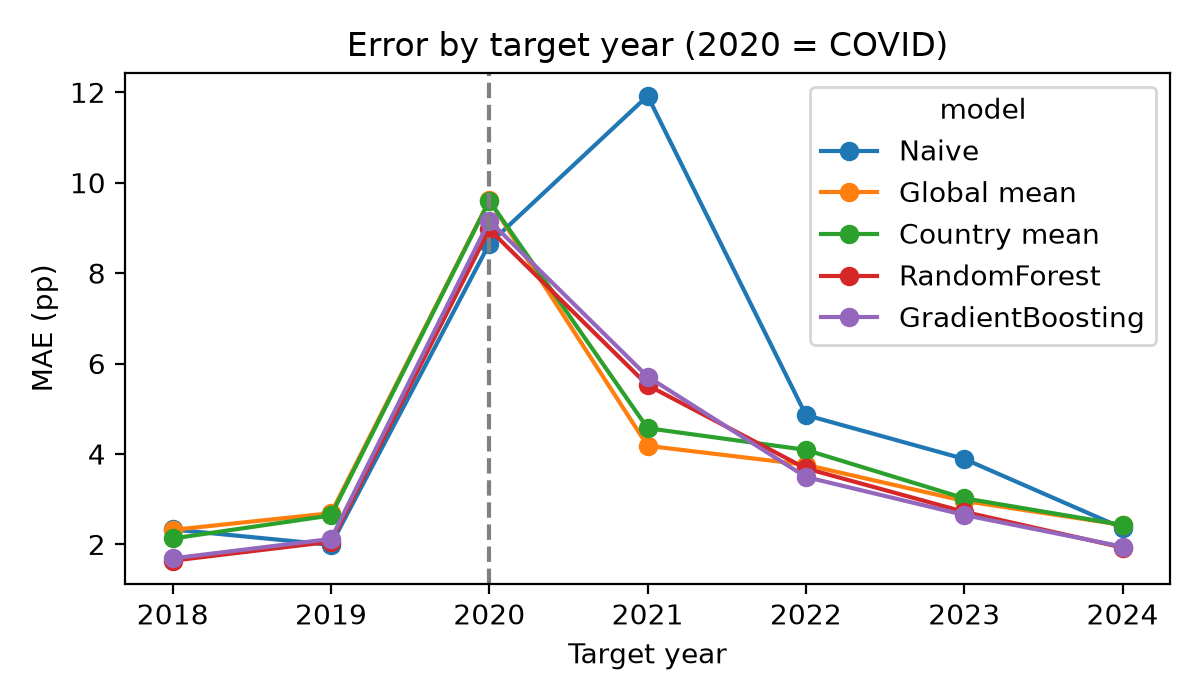 Error by target year (2020 = COVID)
MAE (pp)
12
10
8
6
4
2
model
Naive
Global mean
Country mean
RandomForest
GradientBoosting
2018 2019 2020 2021 2022 2023 2024
Target year